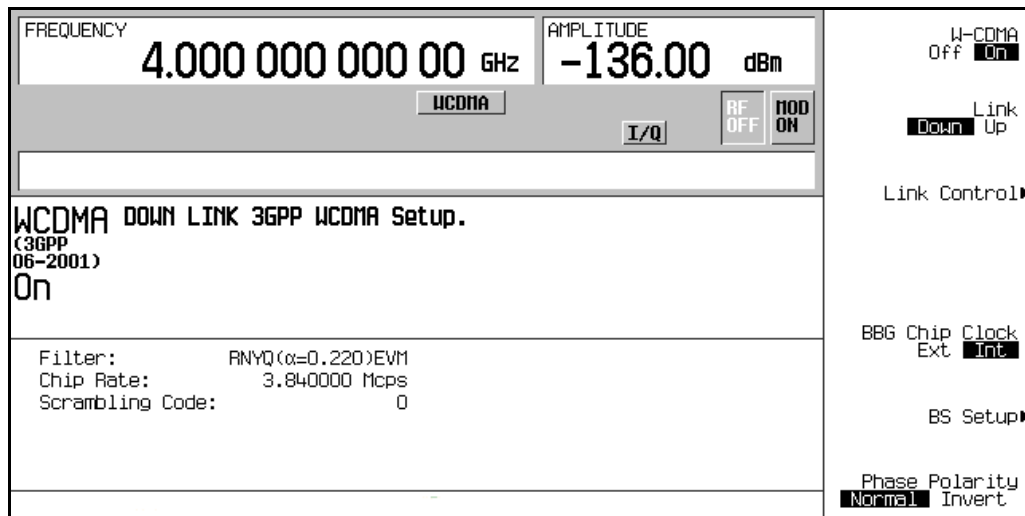 FREQUENCY
4.000 000 000 00 GHz
AMPLITUDE
-136.00 dBm
WCDMA
I/Q
RF OFF
MOD ON
WCDMA DOWN LINK 3GPP WCDMA Setup.
(3GPP
06-2001)
On
Filter: RNYQ(α=0.220)EVM
Chip Rate: 3.840000 Mcps
Scrambling Code: 0
W-CDMA
Off On
Link
Down Up
Link Control
BBG Chip Clock
Ext Int
BS Setup
Phase Polarity
Normal Invert